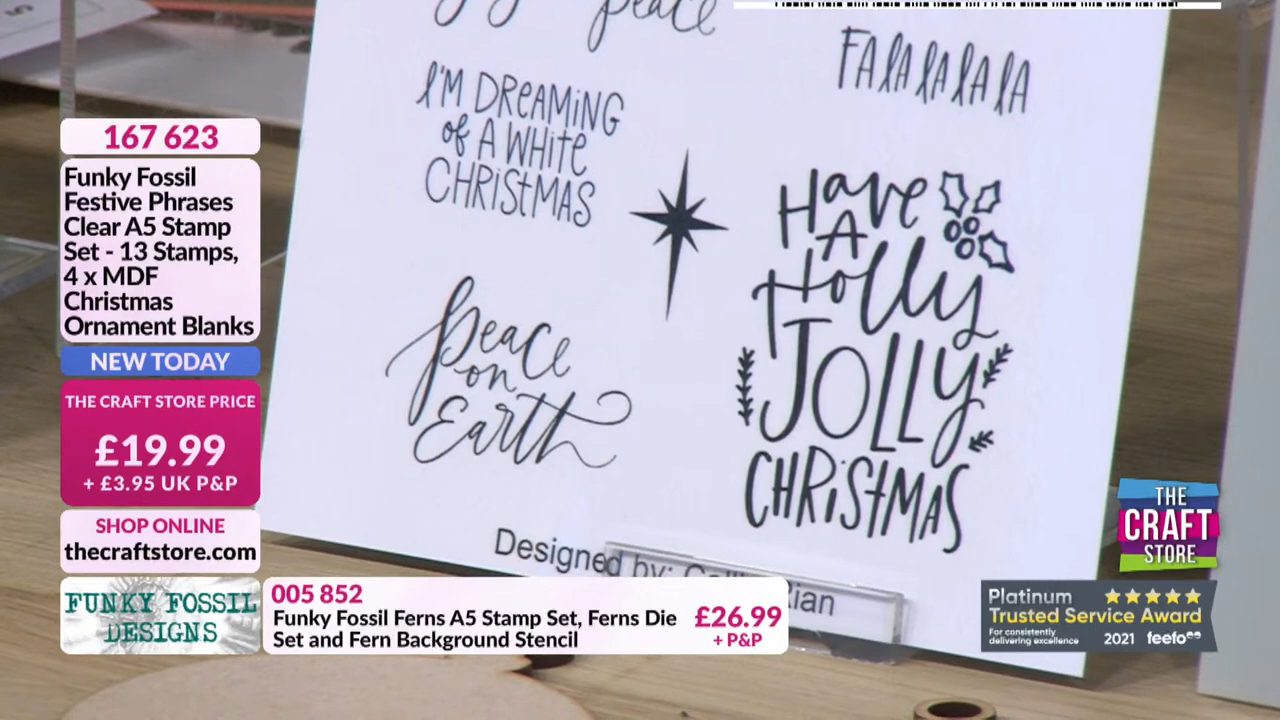 peace
FA lA lA lA lA
I'M DREAMING
of A WHite
CHRiStMAS
Have
A
Holly
JOLLY
CHRiStMAS
peace
on
Earth
Designed by:
167 623
Funky Fossil
Festive Phrases
Clear A5 Stamp
Set - 13 Stamps,
4 x MDF
Christmas
Ornament Blanks
NEW TODAY
THE CRAFT STORE PRICE
£19.99
+ £3.95 UK P&P
SHOP ONLINE
thecraftstore.com
FUNKY FOSSIL
DESIGNS
005 852
Funky Fossil Ferns A5 Stamp Set, Ferns Die
Set and Fern Background Stencil
£26.99
+ P&P
THE
CRAFT
STORE
Platinum
Trusted Service Award
For consistently
delivering excellence
2021 feefo